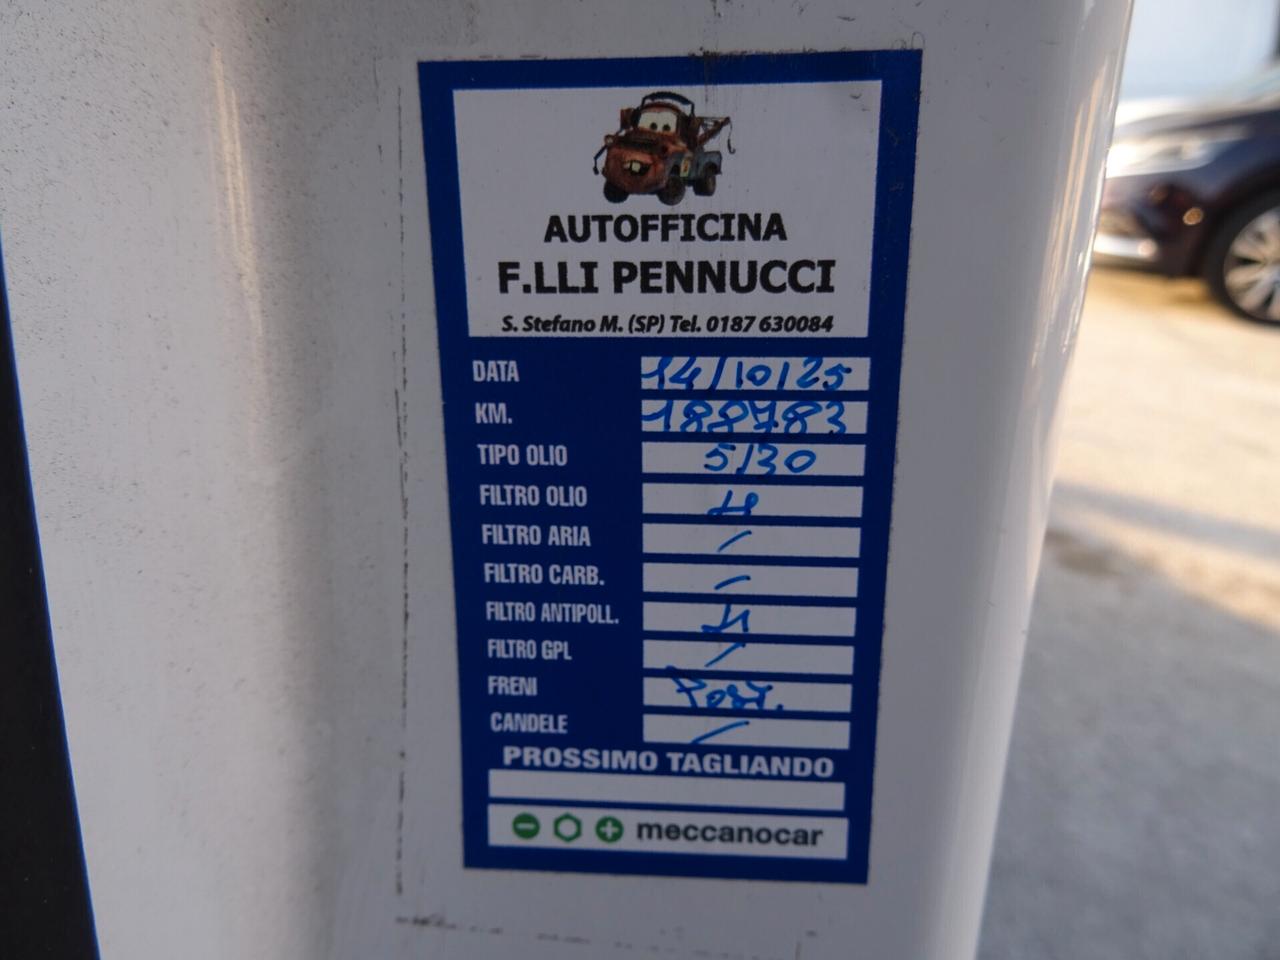 AUTOFFICINA
F.LLI PENNUCCI
S. Stefano M. (SP) Tel. 0187 630084
DATA 14/10/25
KM. 188783
TIPO OLIO 5/30
FILTRO OLIO
FILTRO ARIA /
FILTRO CARB. /
FILTRO ANTIPOLL.
FILTRO GPL /
FRENI Post.
CANDELE /
PROSSIMO TAGLIANDO
meccanocar